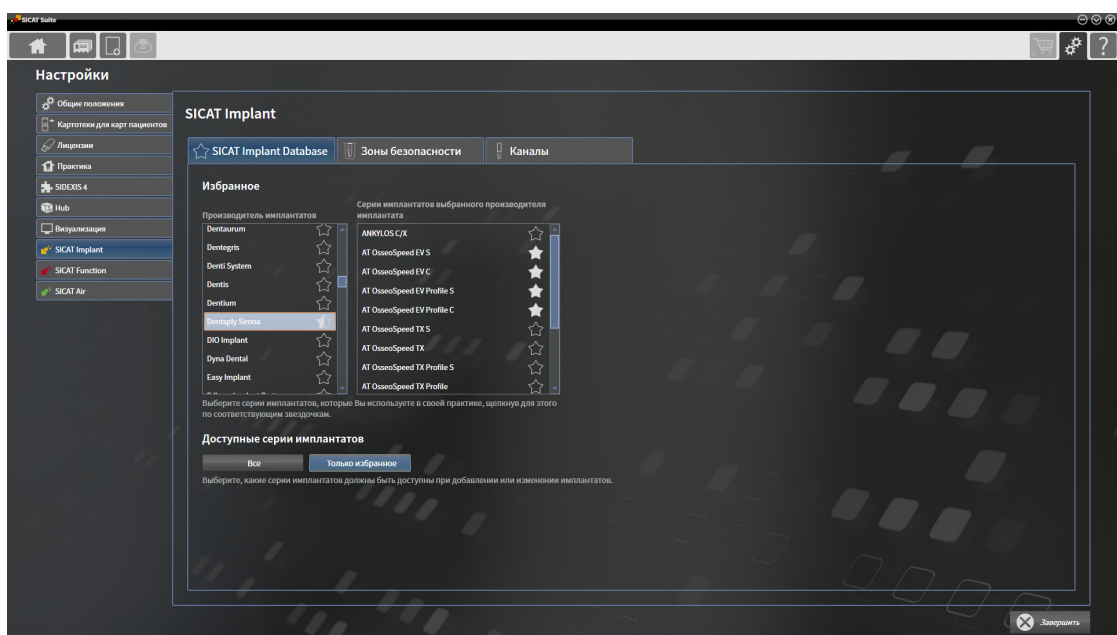 SICAT Suite
Настройки
Общие положения
Картотеки для карт пациентов
Лицензии
Практика
SIDEXIS 4
Hub
Визуализация
SICAT Implant
SICAT Function
SICAT Air
SICAT Implant
SICAT Implant Database
Зоны безопасности
Каналы
Избранное
Производитель имплантатов
Dentaurum
Dentegris
Denti System
Dentis
Dentium
Dentsply Sirona
DIO Implant
Dyna Dental
Easy Implant
Серии имплантатов выбранного производителя
имплантата
ANKYLOS C/X
AT OsseoSpeed EV S
AT OsseoSpeed EV C
AT OsseoSpeed EV Profile S
AT OsseoSpeed EV Profile C
AT OsseoSpeed TX S
AT OsseoSpeed TX
AT OsseoSpeed TX Profile S
AT OsseoSpeed TX Profile
Выберите серии имплантатов, которые Вы используете в своей практике, щелкнув для этого
по соответствующим звездочкам.
Доступные серии имплантатов
Все
Только избранное
Выберите, какие серии имплантатов должны быть доступны при добавлении или изменении имплантатов.
Завершить